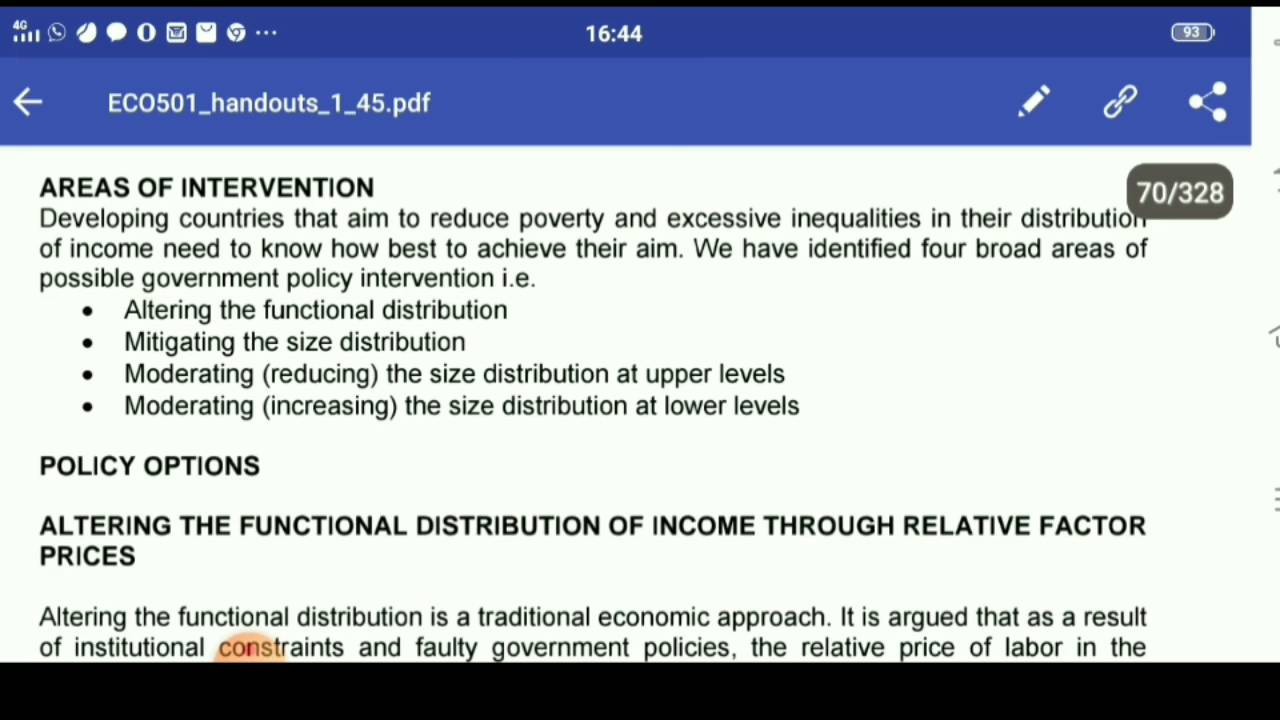 4G 16:44 93
ECO501_handouts_1_45.pdf
70/328
AREAS OF INTERVENTION
Developing countries that aim to reduce poverty and excessive inequalities in their distribution
of income need to know how best to achieve their aim. We have identified four broad areas of
possible government policy intervention i.e.
• Altering the functional distribution
• Mitigating the size distribution
• Moderating (reducing) the size distribution at upper levels
• Moderating (increasing) the size distribution at lower levels
POLICY OPTIONS
ALTERING THE FUNCTIONAL DISTRIBUTION OF INCOME THROUGH RELATIVE FACTOR
PRICES
Altering the functional distribution is a traditional economic approach. It is argued that as a result
of institutional constraints and faulty government policies, the relative price of labor in the